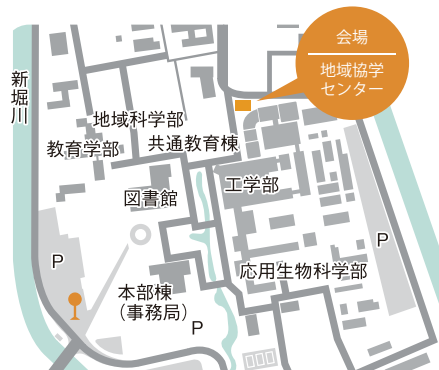 会場
地域協学
センター
新堀川
地域科学部
教育学部
共通教育棟
図書館
工学部
P
P
応用生物科学部
本部棟
（事務局）
P